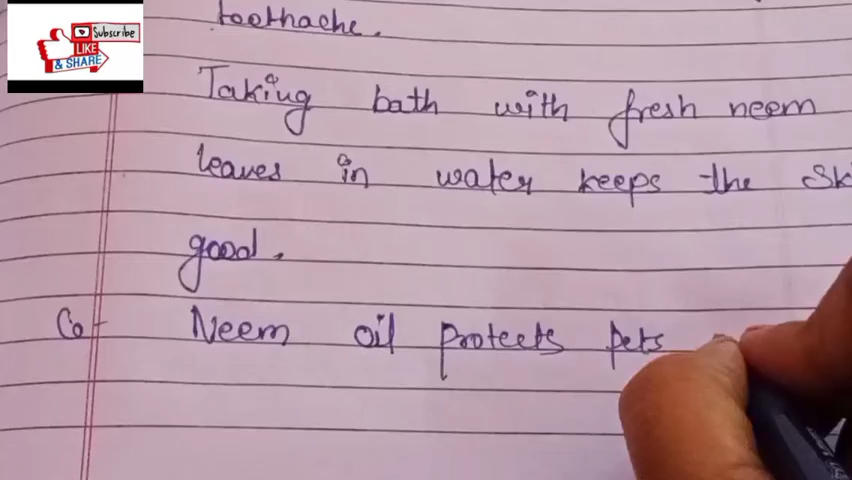 Subscribe
LIKE
& SHARE
toothache.
Taking bath with fresh neem
leaves in water keeps the
good.
Neem oil protects pets